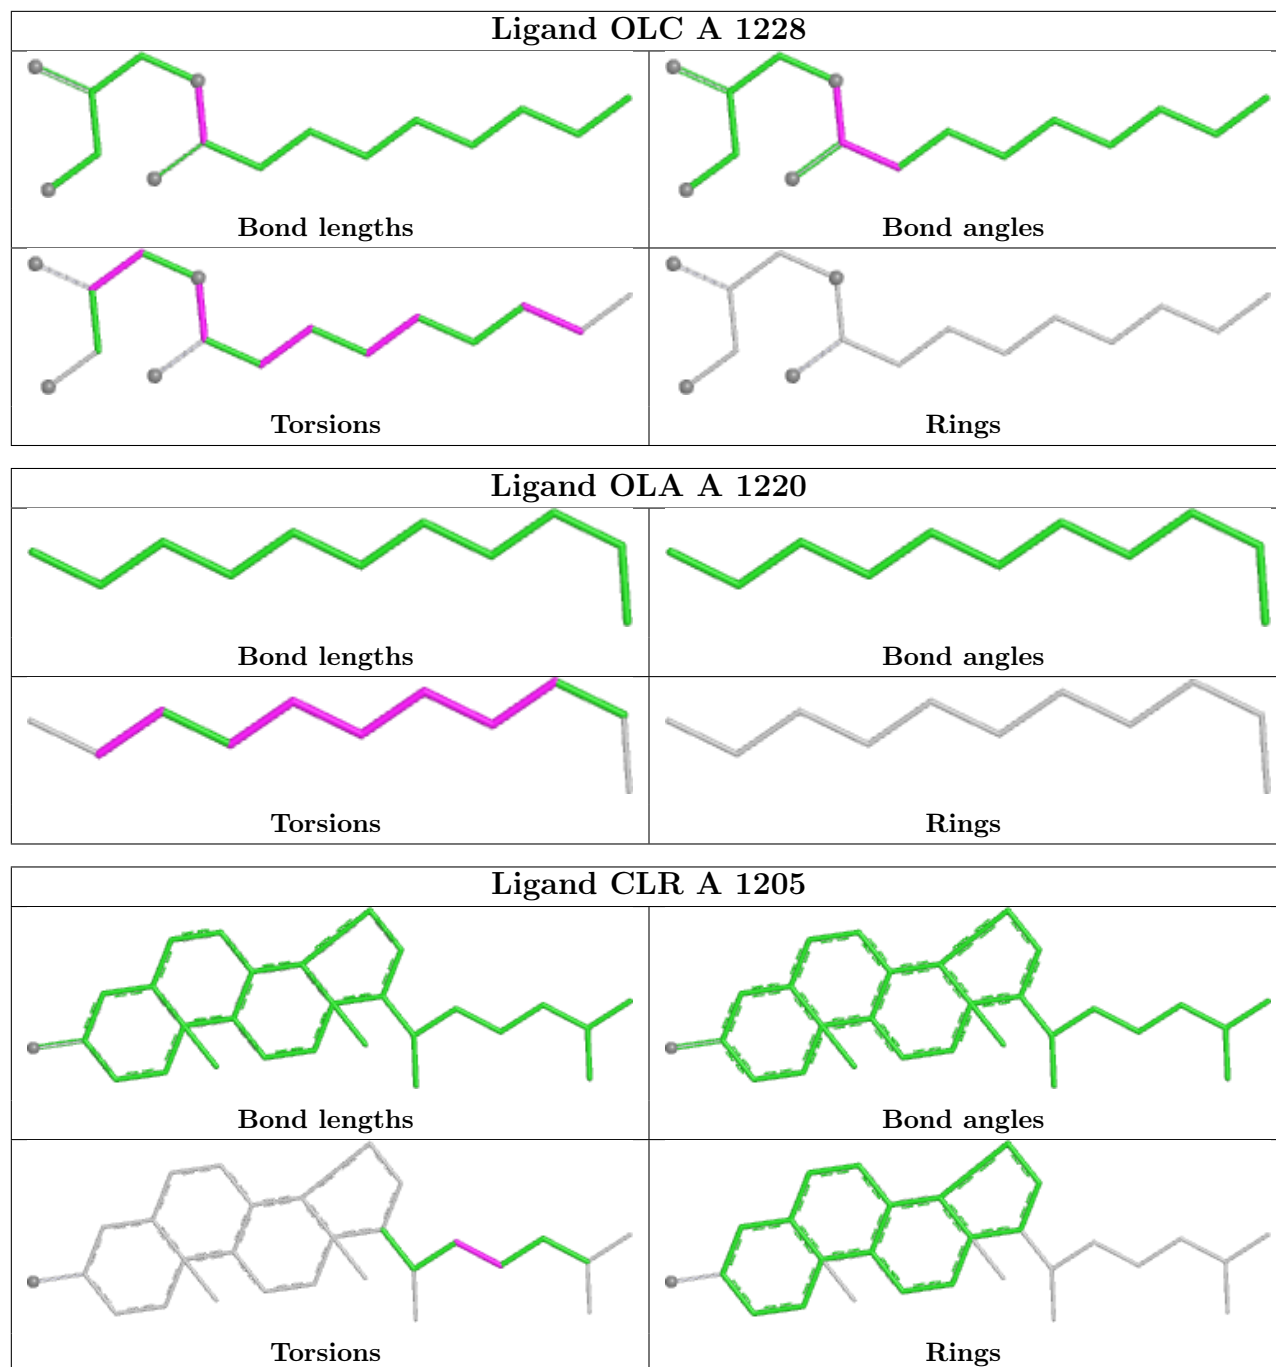 Ligand OLC A 1228
Bond lengths
Bond angles
Torsions
Rings
Ligand OLA A 1220
Bond lengths
Bond angles
Torsions
Rings
Ligand CLR A 1205
Bond lengths
Bond angles
Torsions
Rings